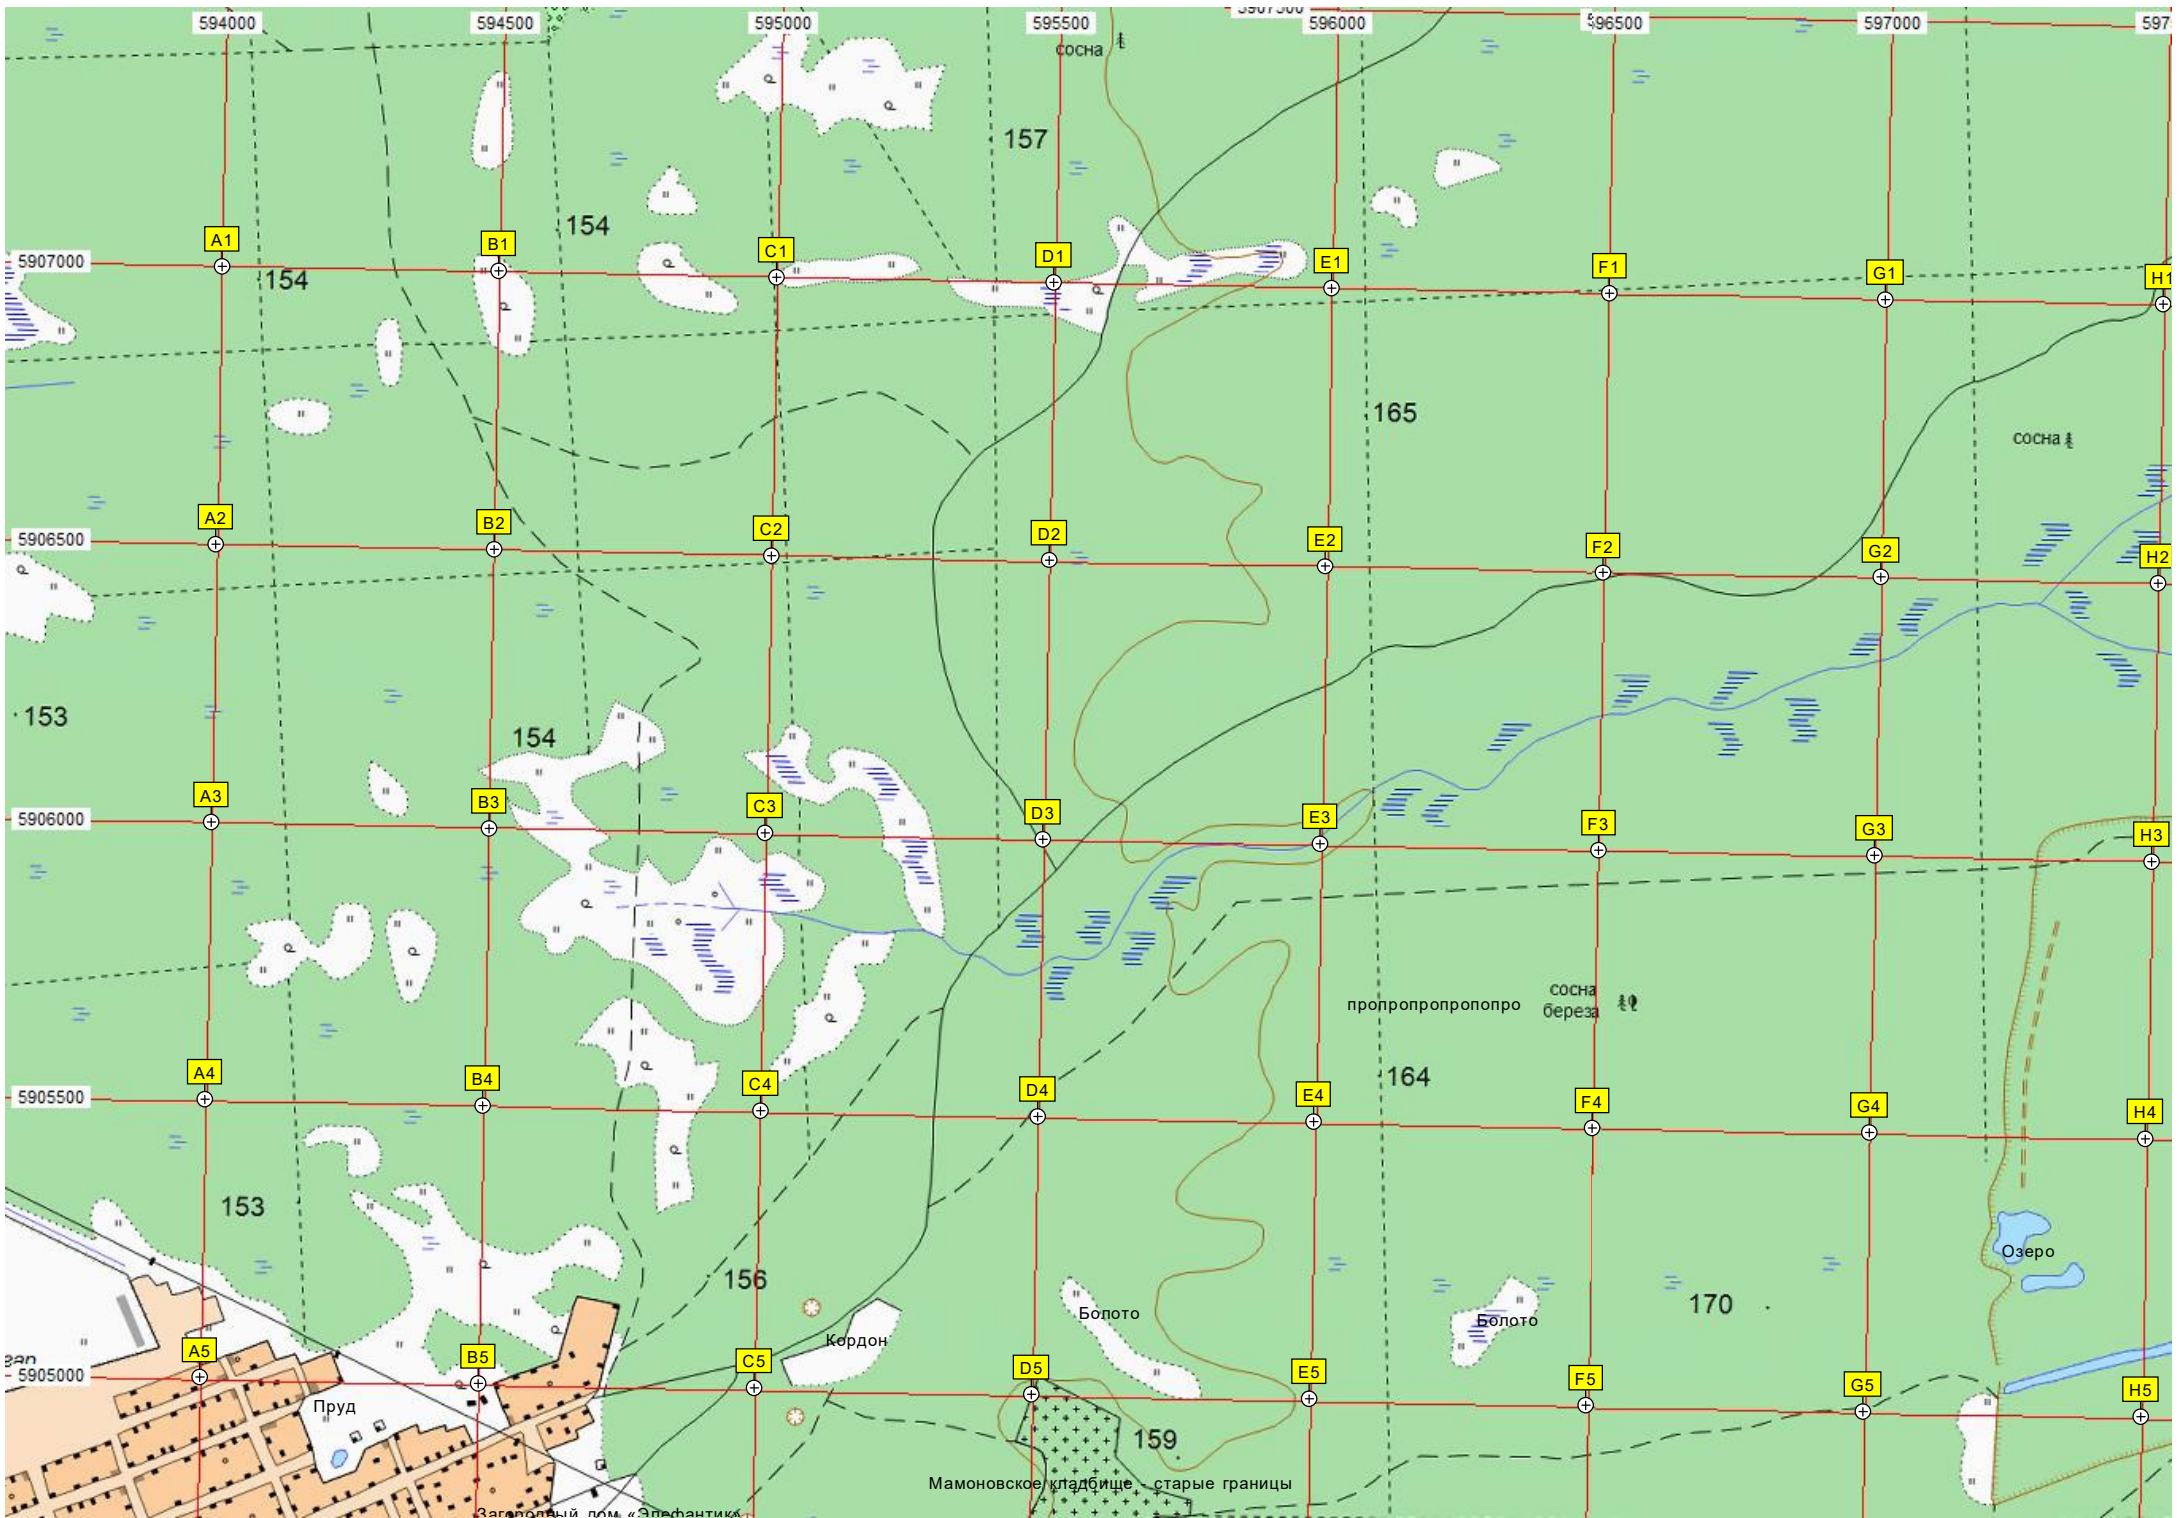 594000 594500 595000 595500 596000 596500 597000 597
сосна
157
154
A1 B1 C1 D1 E1 F1 G1 H1
5907000
154
165
сосна
A2 B2 C2 D2 E2 F2 G2 H2
5906500
153
154
A3 B3 C3 D3 E3 F3 G3 H3
5906000
сосна
береза
пропропропропопро
164
A4 B4 C4 D4 E4 F4 G4 H4
5905500
153
156
Озеро
170
Болото
Болото
Кордон
A5 B5 C5 D5 E5 F5 G5 H5
5905000
Пруд
159
Мамоновское кладбище - старые границы
Загородный дом «Элефантик»